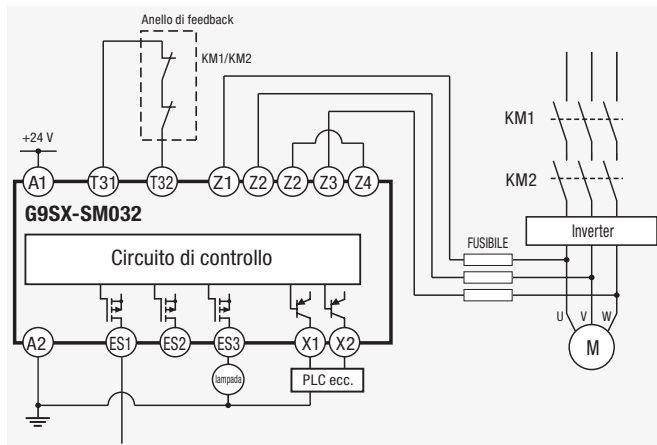 Anello di feedback
KM1/KM2
+24 V
A1
T31
T32
Z1
Z2
Z2
Z3
Z4
G9SX-SM032
Circuito di controllo
A2
ES1
ES2
ES3
X1
X2
lampada
PLC ecc.
KM1
KM2
Inverter
FUSIBILE
U
V
W
M